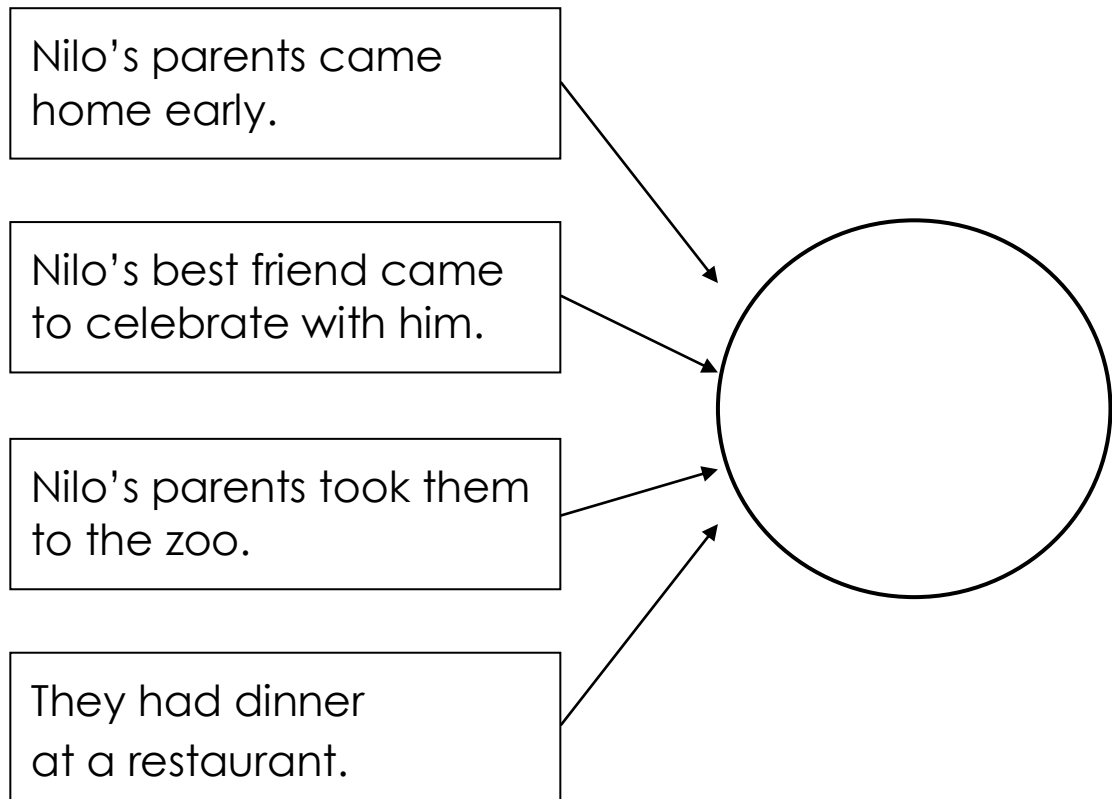 Nilo’s parents came
home early.
Nilo’s best friend came
to celebrate with him.
Nilo’s parents took them
to the zoo.
They had dinner
at a restaurant.